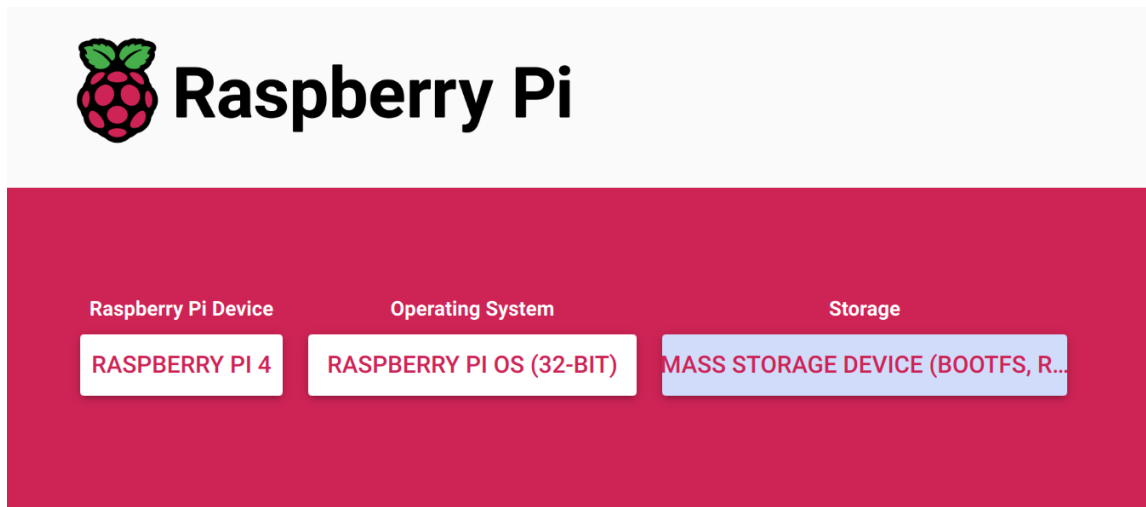 Raspberry Pi
Raspberry Pi Device
Operating System
Storage
RASPBERRY PI 4
RASPBERRY PI OS (32-BIT)
MASS STORAGE DEVICE (BOOTFS, R...